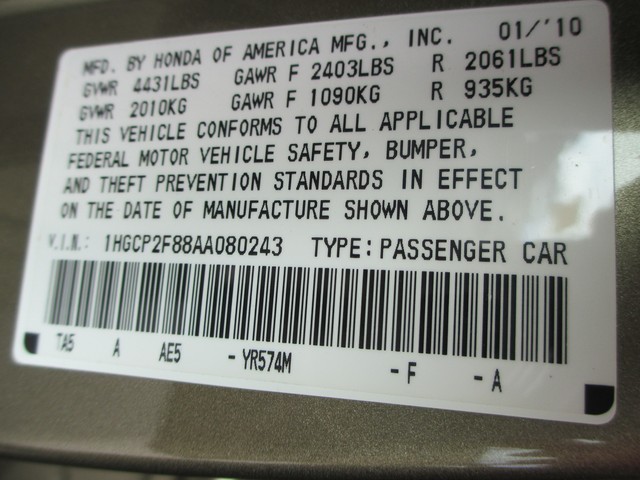 MFD. BY HONDA OF AMERICA MFG., INC. 01/'10
GVWR 4431LBS GAWR F 2403LBS R 2061LBS
GVWR 2010KG GAWR F 1090KG R 935KG
THIS VEHICLE CONFORMS TO ALL APPLICABLE
FEDERAL MOTOR VEHICLE SAFETY, BUMPER,
AND THEFT PREVENTION STANDARDS IN EFFECT
ON THE DATE OF MANUFACTURE SHOWN ABOVE.
V.I.N.: 1HGCP2F88AA080243 TYPE: PASSENGER CAR
TA5 A AE5 - YR574M - F - A